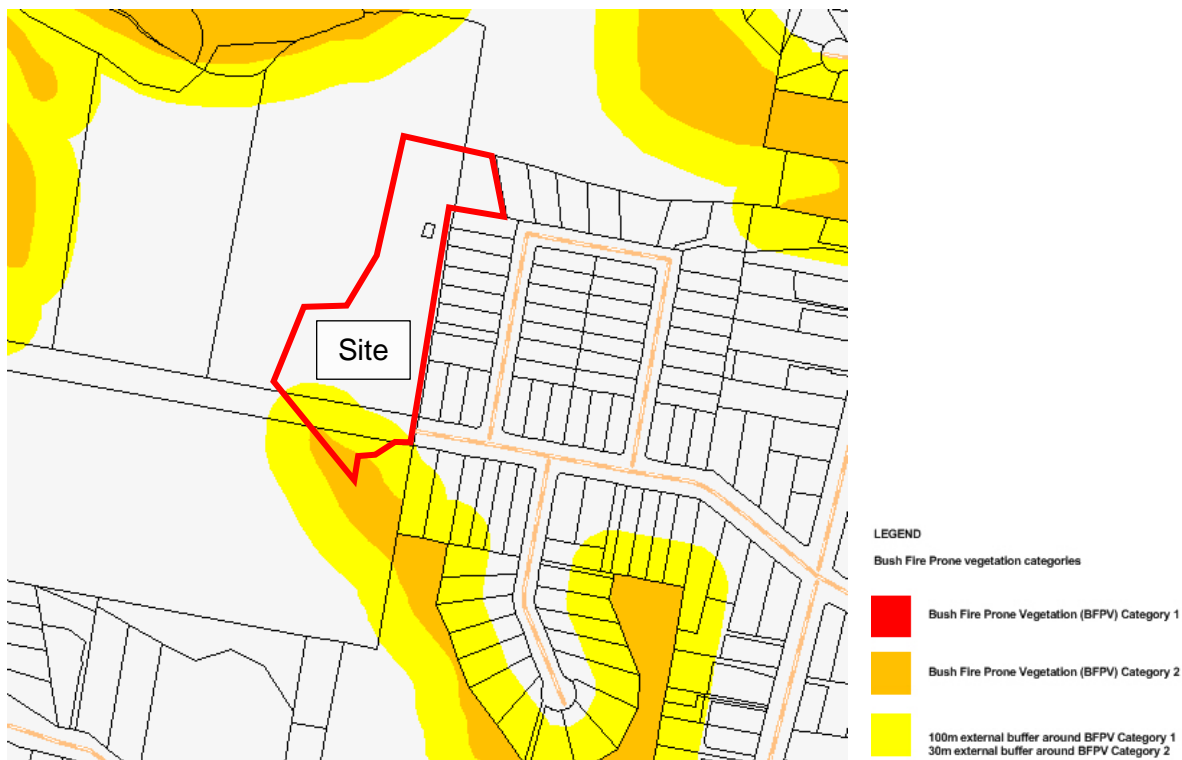 Site
LEGEND
Bush Fire Prone vegetation categories
Bush Fire Prone Vegetation (BFPV) Category 1
Bush Fire Prone Vegetation (BFPV) Category 2
100m external buffer around BFPV Category 1
30m external buffer around BFPV Category 2